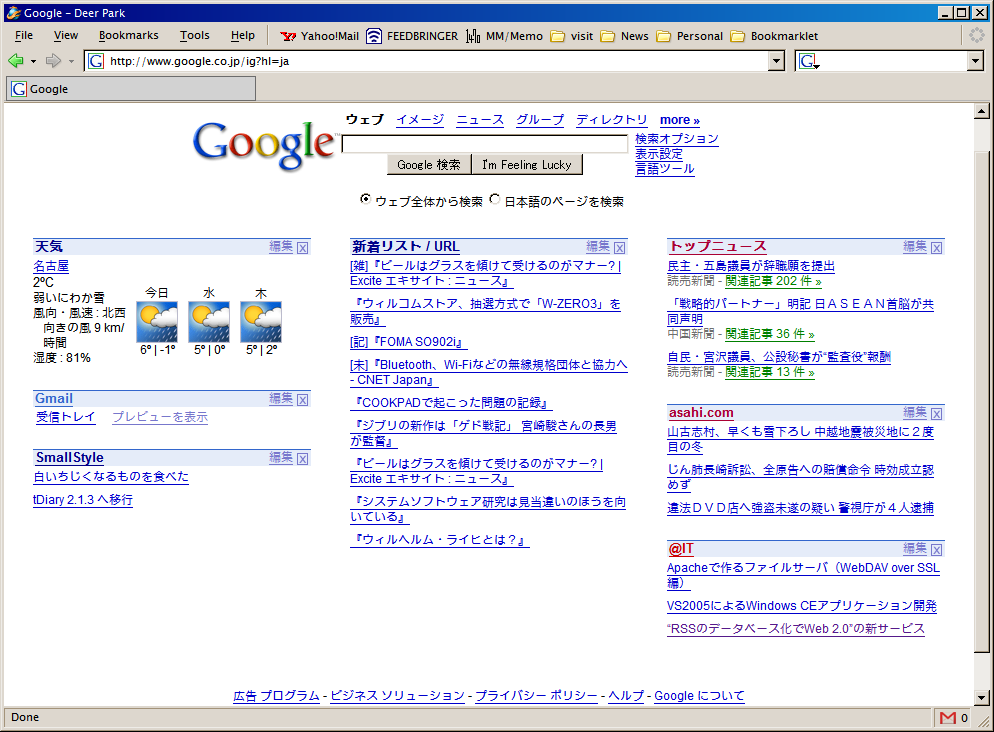 Google - Deer Park
File View Bookmarks Tools Help Yahoo!Mail FEEDBRINGER MM/Memo visit News Personal Bookmarklet
http://www.google.co.jp/ig?hl=ja
Google
ウェブ イメージ ニュース グループ ディレクトリ more »
Google
検索オプション
表示設定
言語ツール
Google 検索 I'm Feeling Lucky
ウェブ全体から検索 日本語のページを検索
天気 編集
名古屋
2°C
弱いにわか雪
風向・風速 : 北西
向きの風 9 km/
時間
湿度 : 81%
今日 水 木
6° | -1° 5° | 0° 5° | 2°
Gmail 編集
受信トレイ プレビューを表示
SmallStyle 編集
白いちじくなるものを食べた
tDiary 2.1.3 へ移行
新着リスト / URL 編集
[雑]『ビールはグラスを傾けて受けるのがマナー? |
Excite エキサイト : ニュース』
『ウィルコムストア、抽選方式で「W-ZERO3」を
販売』
[記]『FOMA SO902i』
[未]『Bluetooth、Wi-Fiなどの無線規格団体と協力へ
- CNET Japan』
『COOKPADで起こった問題の記録』
『ジブリの新作は「ゲド戦記」 宮崎駿さんの長男
が監督』
『ビールはグラスを傾けて受けるのがマナー? |
Excite エキサイト : ニュース』
『システムソフトウェア研究は見当違いのほうを向
いている』
『ウィルヘルム・ライヒとは？』
トップニュース 編集
民主・五島議員が辞職願を提出
読売新聞 - 関連記事 202 件 »
「戦略的パートナー」明記 日ＡＳＥＡＮ首脳が共
同声明
中国新聞 - 関連記事 36 件 »
自民・宮沢議員、公設秘書が“監査役”報酬
読売新聞 - 関連記事 13 件 »
asahi.com 編集
山古志村、早くも雪下ろし 中越地震被災地に２度
目の冬
じん肺長崎訴訟、全原告への賠償命令 時効成立認
めず
違法ＤＶＤ店へ強盗未遂の疑い 警視庁が４人逮捕
@IT 編集
Apacheで作るファイルサーバ（WebDAV over SSL
編）
VS2005によるWindows CEアプリケーション開発
“RSSのデータベース化でWeb 2.0”の新サービス
広告 プログラム - ビジネス ソリューション - プライバシー ポリシー - ヘルプ - Google について
Done 0